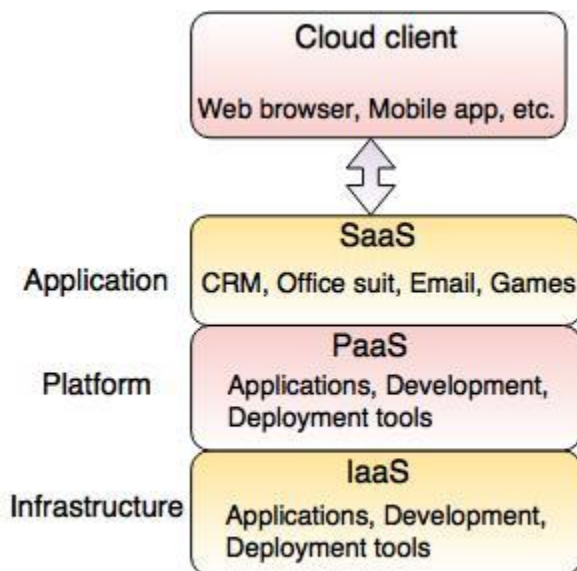 Cloud client
Web browser, Mobile app, etc.
SaaS
Application
CRM, Office suit, Email, Games
PaaS
Platform
Applications, Development,
Deployment tools
IaaS
Infrastructure
Applications, Development,
Deployment tools